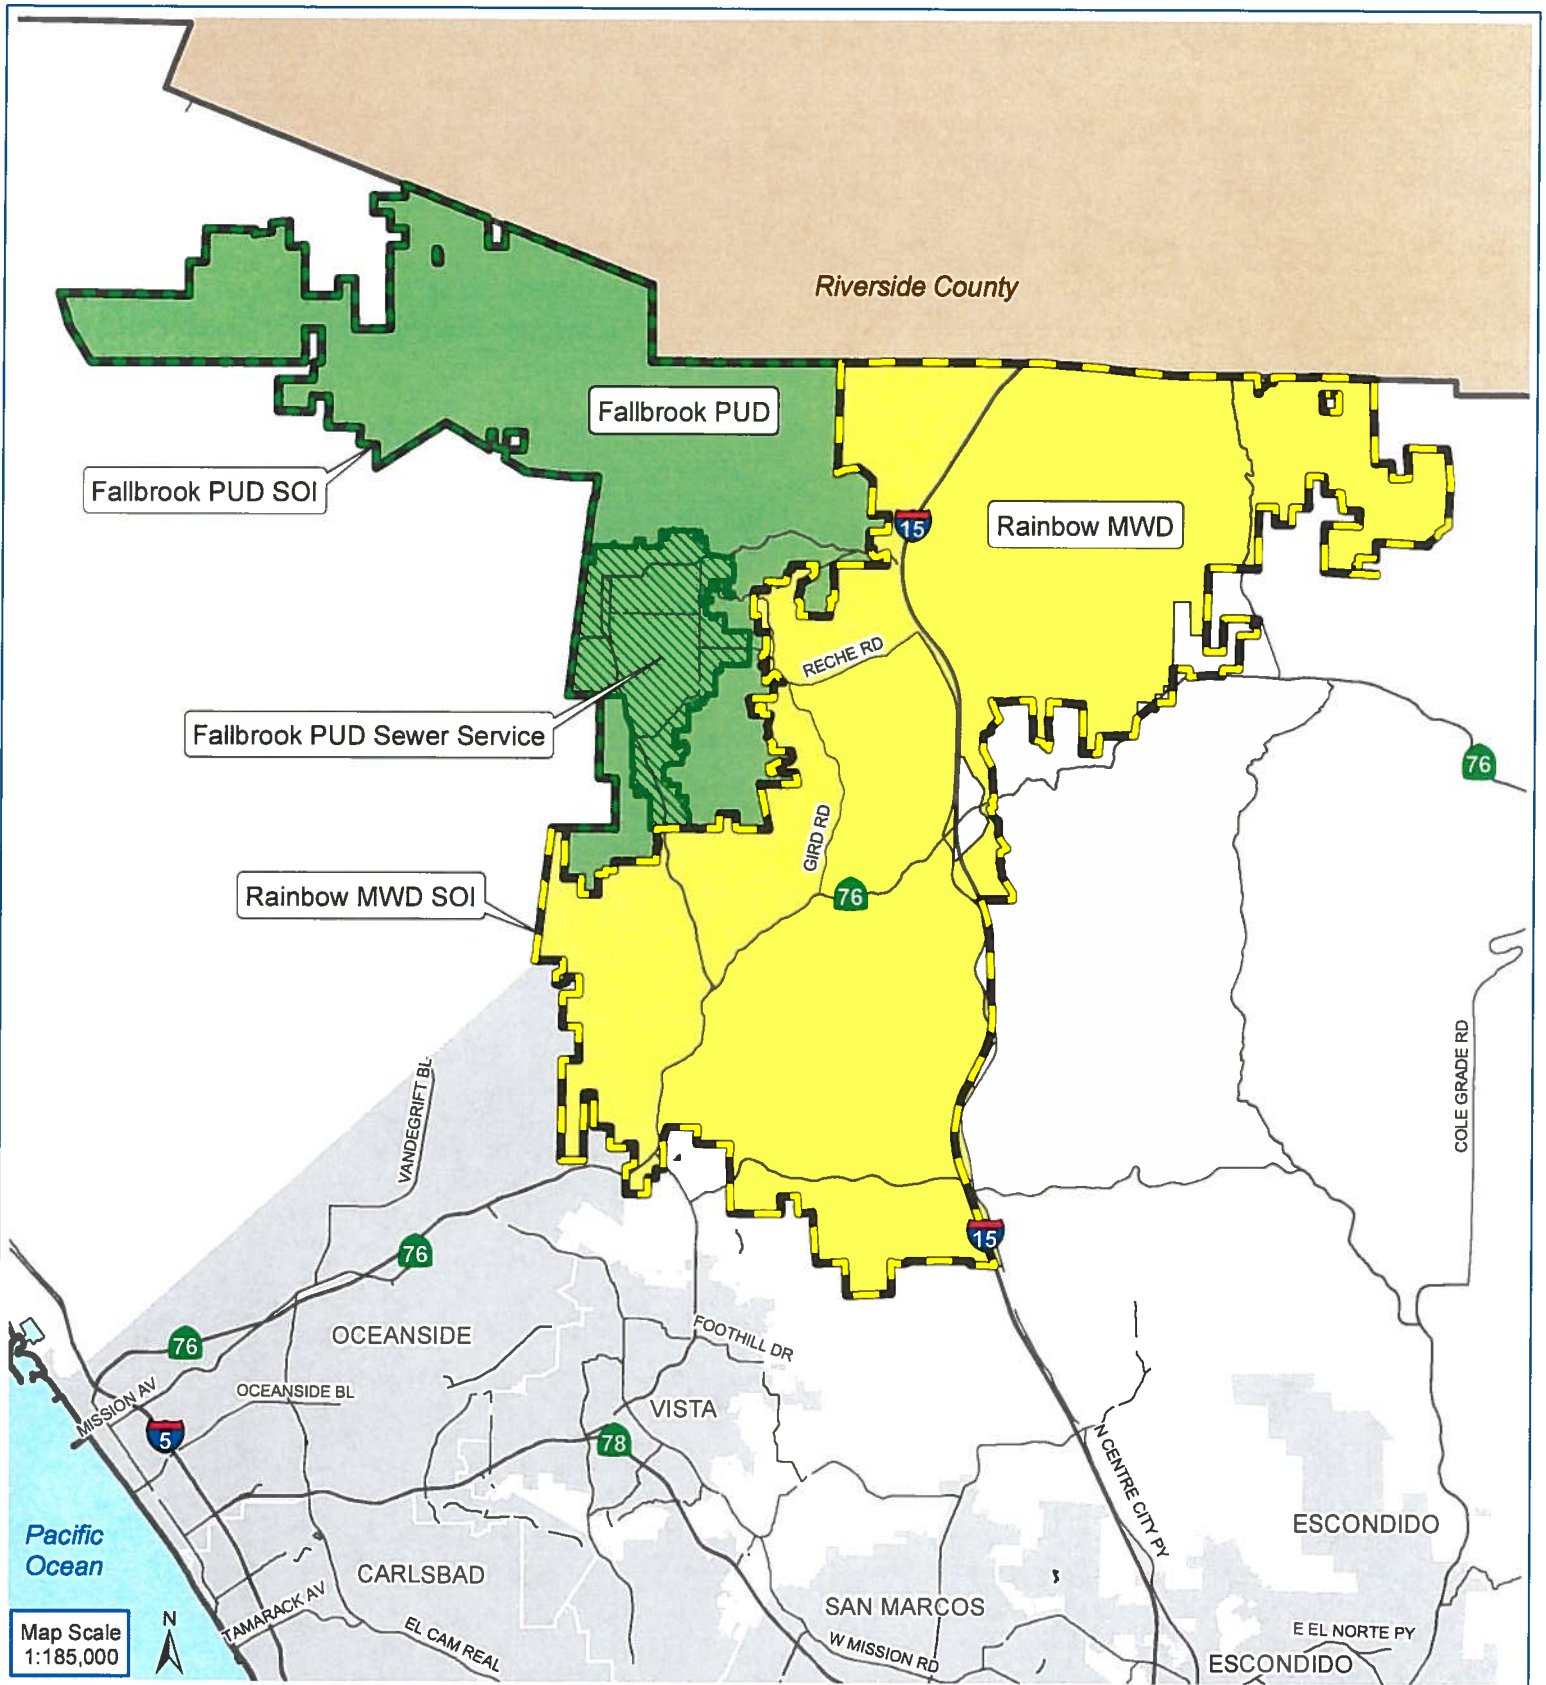 Riverside County
Fallbrook PUD
Fallbrook PUD SOI
15
Rainbow MWD
RECHE RD
Fallbrook PUD Sewer Service
76
GIRD RD
76
Rainbow MWD SOI
VANDEGRIFT BL
COLE GRADE RD
76
15
76
OCEANSIDE
FOOTHILL DR
MISSION AV
OCEANSIDE BL
VISTA
5
78
N CENTRE CITY PY
ESCONDIDO
Pacific
Ocean
CARLSBAD
SAN MARCOS
TAMARACK AV
EL CAM REAL
W MISSION RD
E EL NORTE PY
ESCONDIDO
Map Scale
1:185,000
N